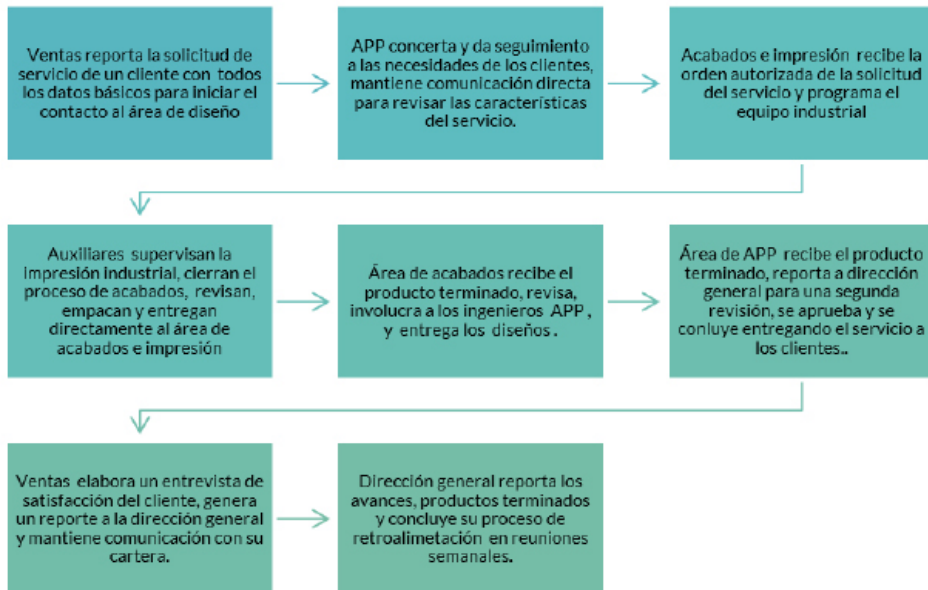 Ventas reporta la solicitud de
servicio de un cliente con todos
los datos básicos para iniciar el
contacto al área de diseño
APP concerta y da seguimiento
a las necesidades de los clientes,
mantiene comunicación directa
para revisar las características
del servicio.
Acabados e impresión recibe la
orden autorizada de la solicitud
del servicio y programa el
equipo industrial
Auxiliares supervisan la
impresión industrial, cierran el
proceso de acabados, revisan,
empacan y entregan
directamente al área de
acabados e impresión
Área de acabados recibe el
producto terminado, revisa,
involucra a los ingenieros APP ,
y entrega los diseños .
Área de APP recibe el producto
terminado, reporta a dirección
general para una segunda
revisión, se aprueba y se
conluye entregando el servicio a
los clientes..
Ventas elabora un entrevista de
satisfacción del cliente, genera
un reporte a la dirección general
y mantiene comunicación con su
cartera.
Dirección general reporta los
avances, productos terminados
y concluye su proceso de
retroalimetación en reuniones
semanales.